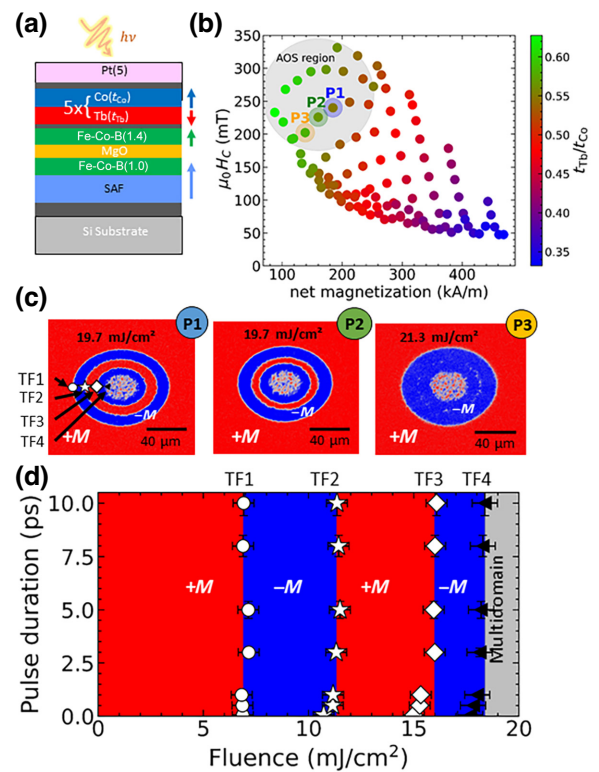 (a)
hν
Pt(5)
5x{
Co(tCo)
Tb(tTb)
Fe-Co-B(1.4)
MgO
Fe-Co-B(1.0)
SAF
Si Substrate
(b)
μ0HC (mT)
350
300
250
200
150
100
50
0
AOS region
P1
P2
P3
100 200 300 400
net magnetization (kA/m)
0.60
0.55
0.50
0.45
0.40
0.35
tTb/tCo
(c)
P1
P2
P3
19.7 mJ/cm²
19.7 mJ/cm²
21.3 mJ/cm²
TF1
TF2
TF3
TF4
–M
+M
40 μm
–M
+M
40 μm
–M
+M
40 μm
(d)
TF1 TF2 TF3 TF4
Pulse duration (ps)
10.0
7.5
5.0
2.5
0.0
+M
–M
+M
–M
Multidomain
0 5 10 15 20
Fluence (mJ/cm²)